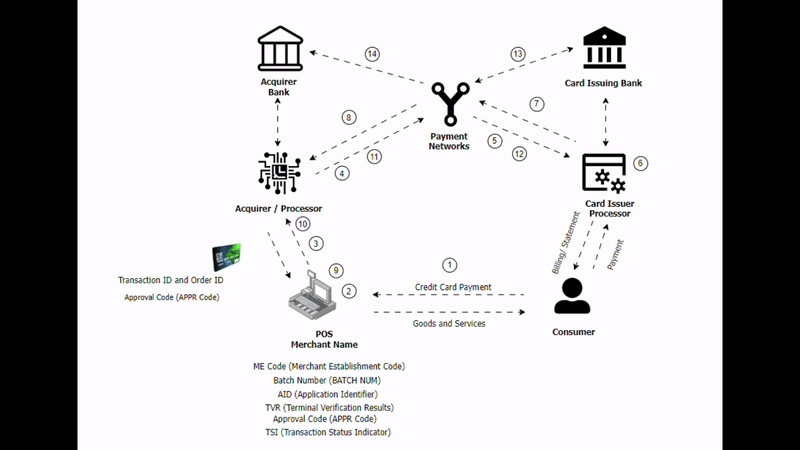 14
13
Acquirer
Bank
Card Issuing Bank
8
7
Payment
Networks
5
11
12
4
6
Acquirer / Processor
Card Issuer
Processor
10
3
Billing/ Statement
Payment
9
1
Transaction ID and Order ID
Approval Code (APPR Code)
2
Credit Card Payment
Goods and Services
POS
Merchant Name
Consumer
ME Code (Merchant Establishment Code)
Batch Number (BATCH NUM)
AID (Application Identifier)
TVR (Terminal Verification Results)
Approval Code (APPR Code)
TSI (Transaction Status Indicator)